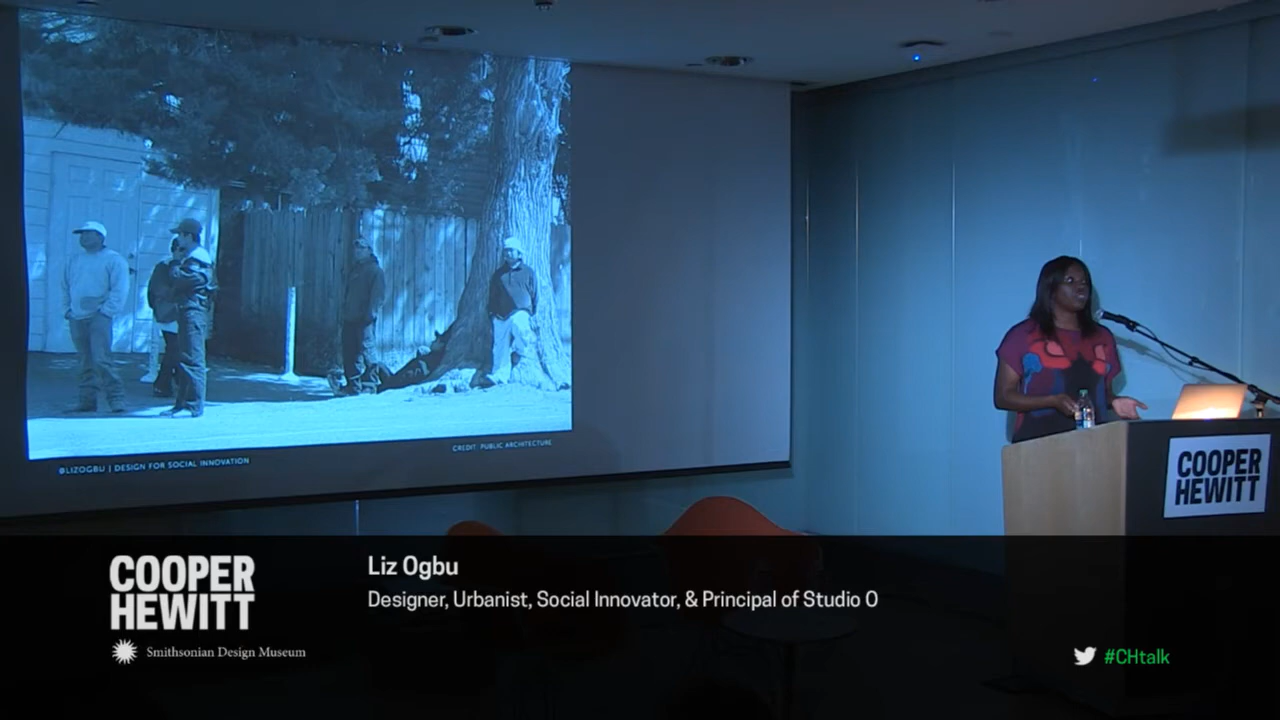 CREDIT: PUBLIC ARCHITECTURE
@LIZOGBU | DESIGN FOR SOCIAL INNOVATION
COOPER
HEWITT
COOPER
HEWITT
Smithsonian Design Museum
Liz Ogbu
Designer, Urbanist, Social Innovator, & Principal of Studio O
#CHtalk